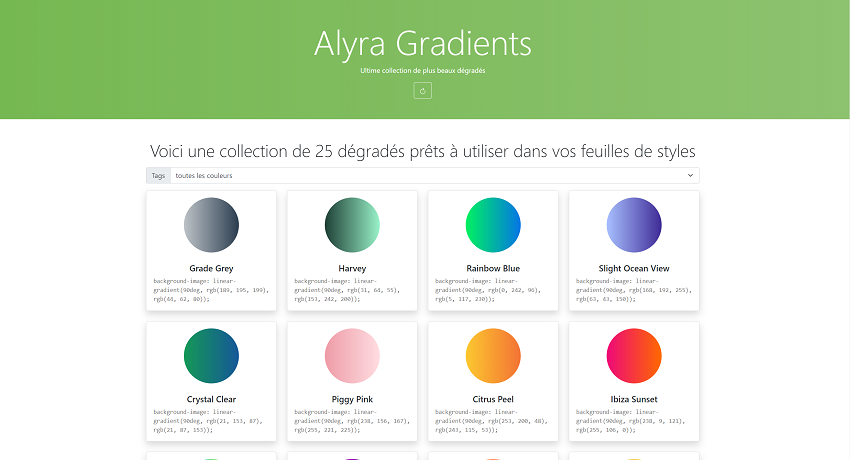 Alyra Gradients
Ultime collection de plus beaux dégradés
Voici une collection de 25 dégradés prêts à utiliser dans vos feuilles de styles
Tags toutes les couleurs
Grade Grey
background-image: linear-
gradient(90deg, rgb(189, 195, 199),
rgb(44, 62, 80));
Harvey
background-image: linear-
gradient(90deg, rgb(31, 64, 55),
rgb(153, 242, 200));
Rainbow Blue
background-image: linear-
gradient(90deg, rgb(0, 242, 96),
rgb(5, 117, 230));
Slight Ocean View
background-image: linear-
gradient(90deg, rgb(168, 192, 255),
rgb(63, 43, 150));
Crystal Clear
background-image: linear-
gradient(90deg, rgb(21, 153, 87),
rgb(21, 87, 153));
Piggy Pink
background-image: linear-
gradient(90deg, rgb(238, 156, 167),
rgb(255, 221, 225));
Citrus Peel
background-image: linear-
gradient(90deg, rgb(253, 200, 48),
rgb(243, 115, 53));
Ibiza Sunset
background-image: linear-
gradient(90deg, rgb(238, 9, 121),
rgb(255, 106, 0));